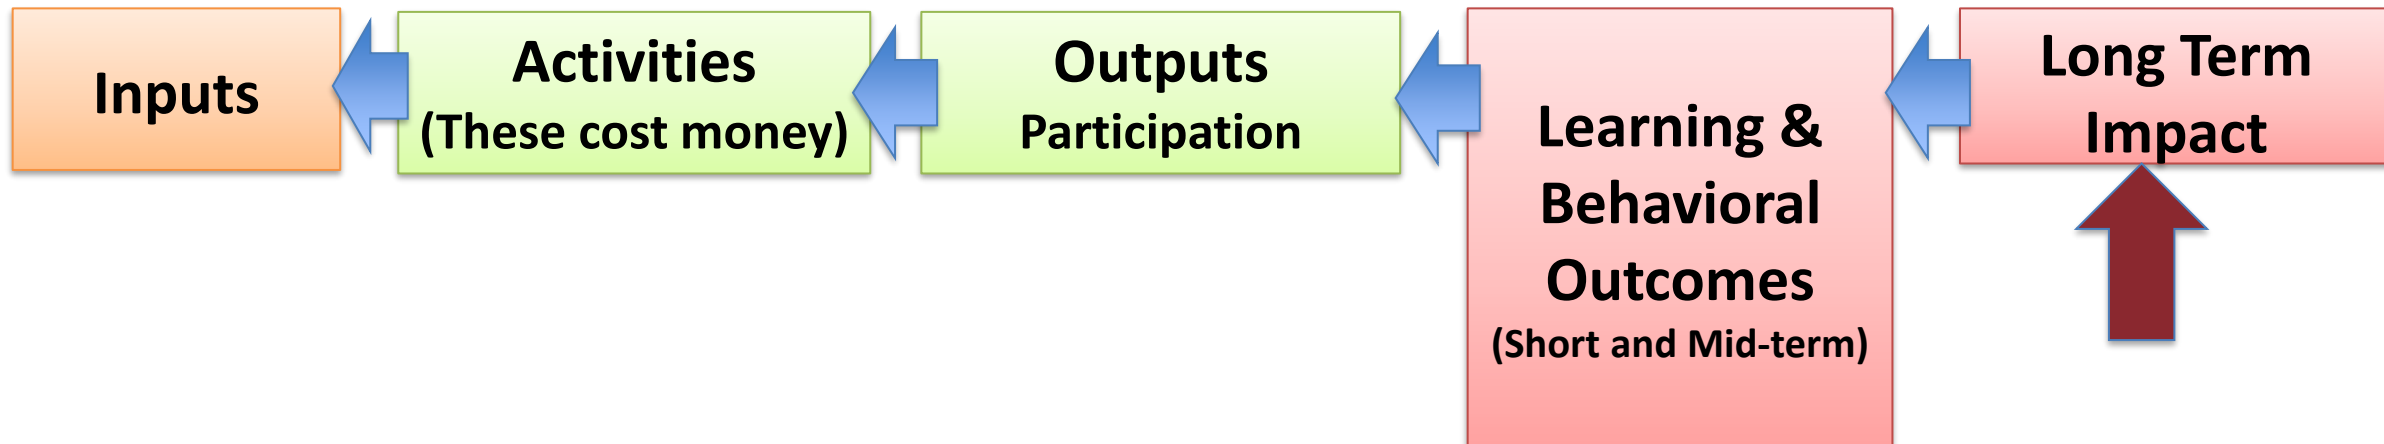 Inputs
Activities
(These cost money)
Outputs
Participation
Learning &
Behavioral
Outcomes
(Short and Mid-term)
Long Term
Impact